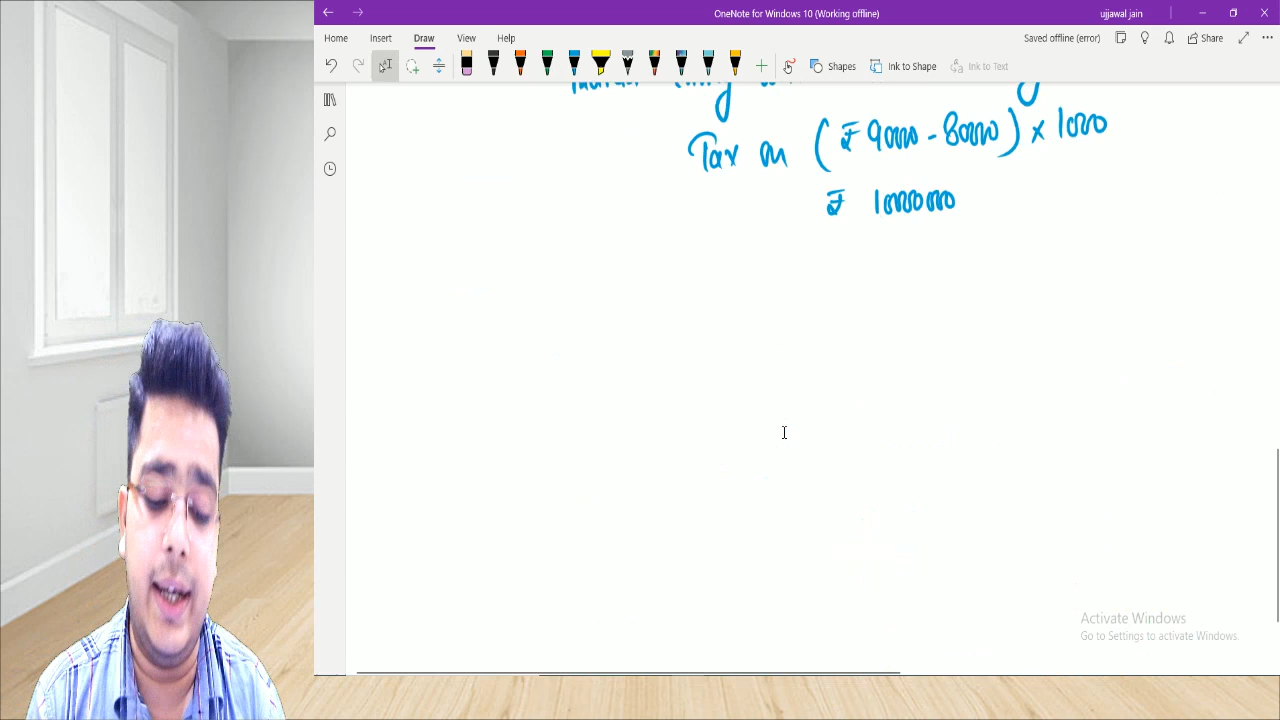 OneNote for Windows 10 (Working offline)
ujjawal jain
Home Insert Draw View Help
Saved offline (error)
Share
Shapes
Ink to Shape
Ink to Text
Tax on (₹ 9000 - 8000) × 1000
₹ 1000000
Activate Windows
Go to Settings to activate Windows.